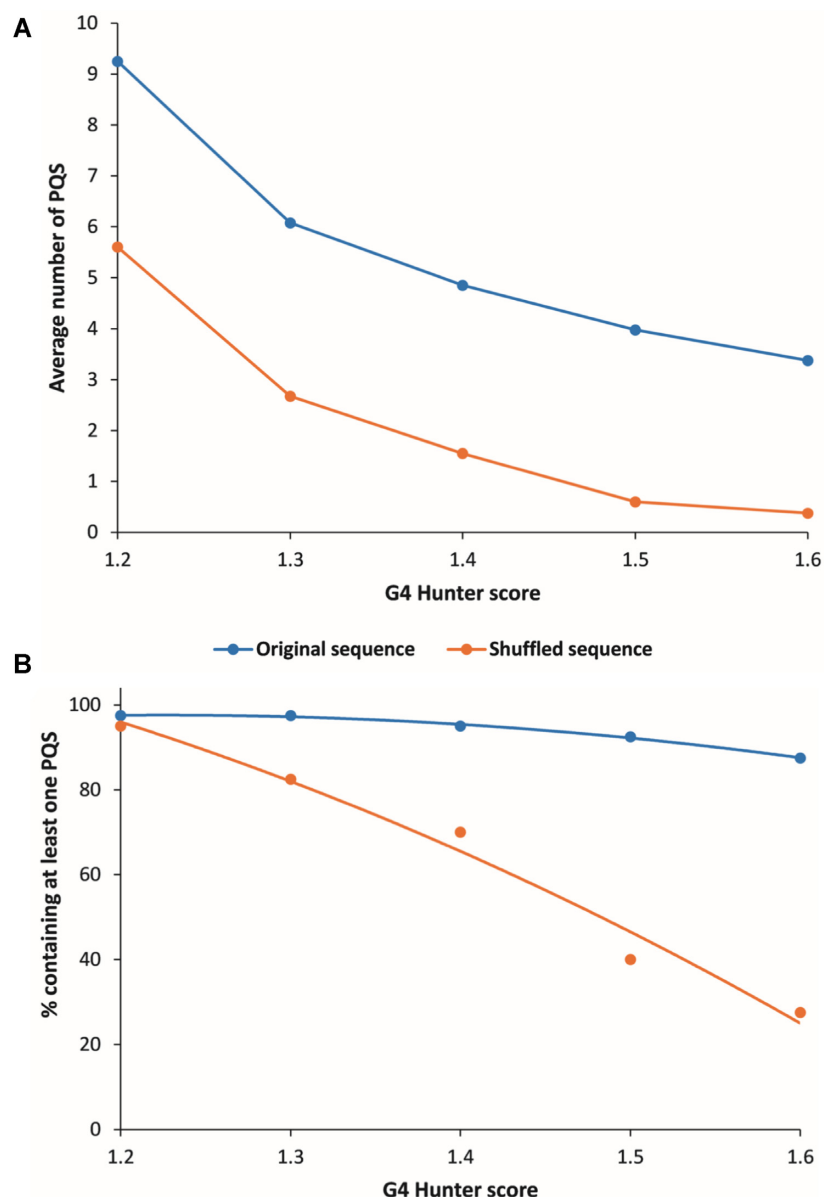 A
10
9
8
7
6
5
4
3
2
1
0
Average number of PQS
1.2 1.3 1.4 1.5 1.6
G4 Hunter score
Original sequence Shuffled sequence
B
100
80
60
40
20
0
% containing at least one PQS
1.2 1.3 1.4 1.5 1.6
G4 Hunter score